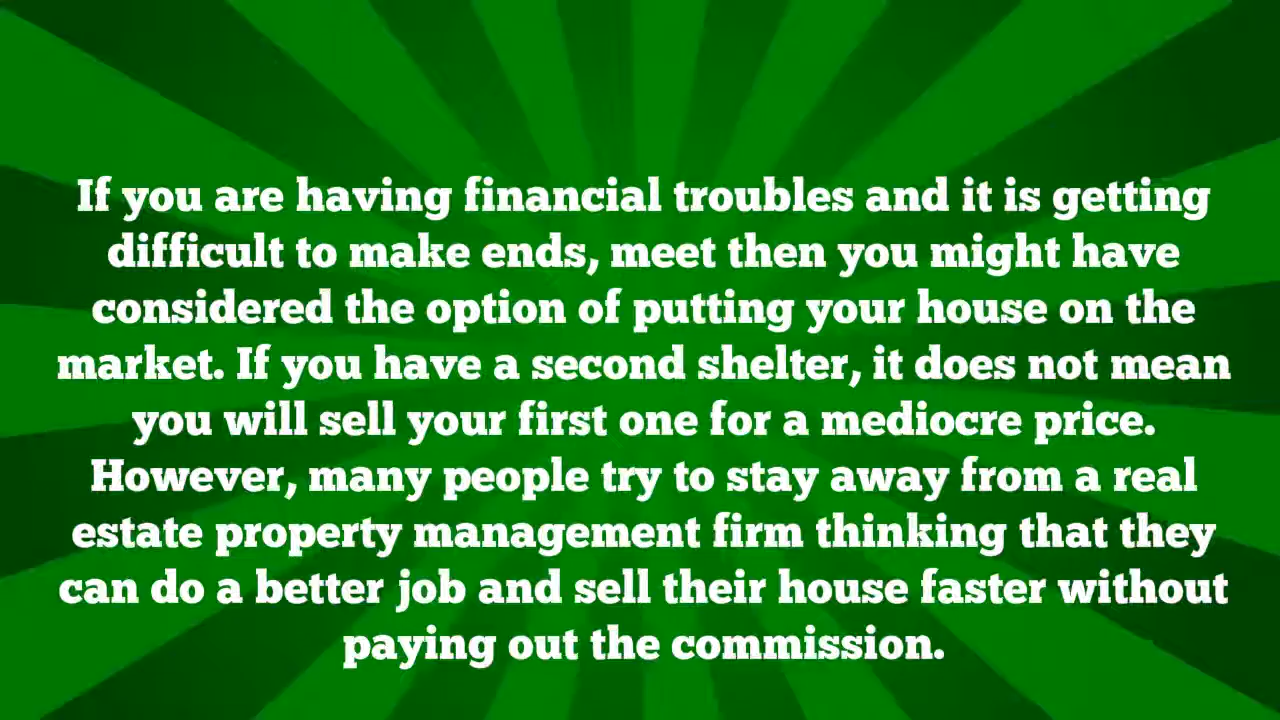 If you are having financial troubles and it is getting
difficult to make ends, meet then you might have
considered the option of putting your house on the
market. If you have a second shelter, it does not mean
you will sell your first one for a mediocre price.
However, many people try to stay away from a real
estate property management firm thinking that they
can do a better job and sell their house faster without
paying out the commission.